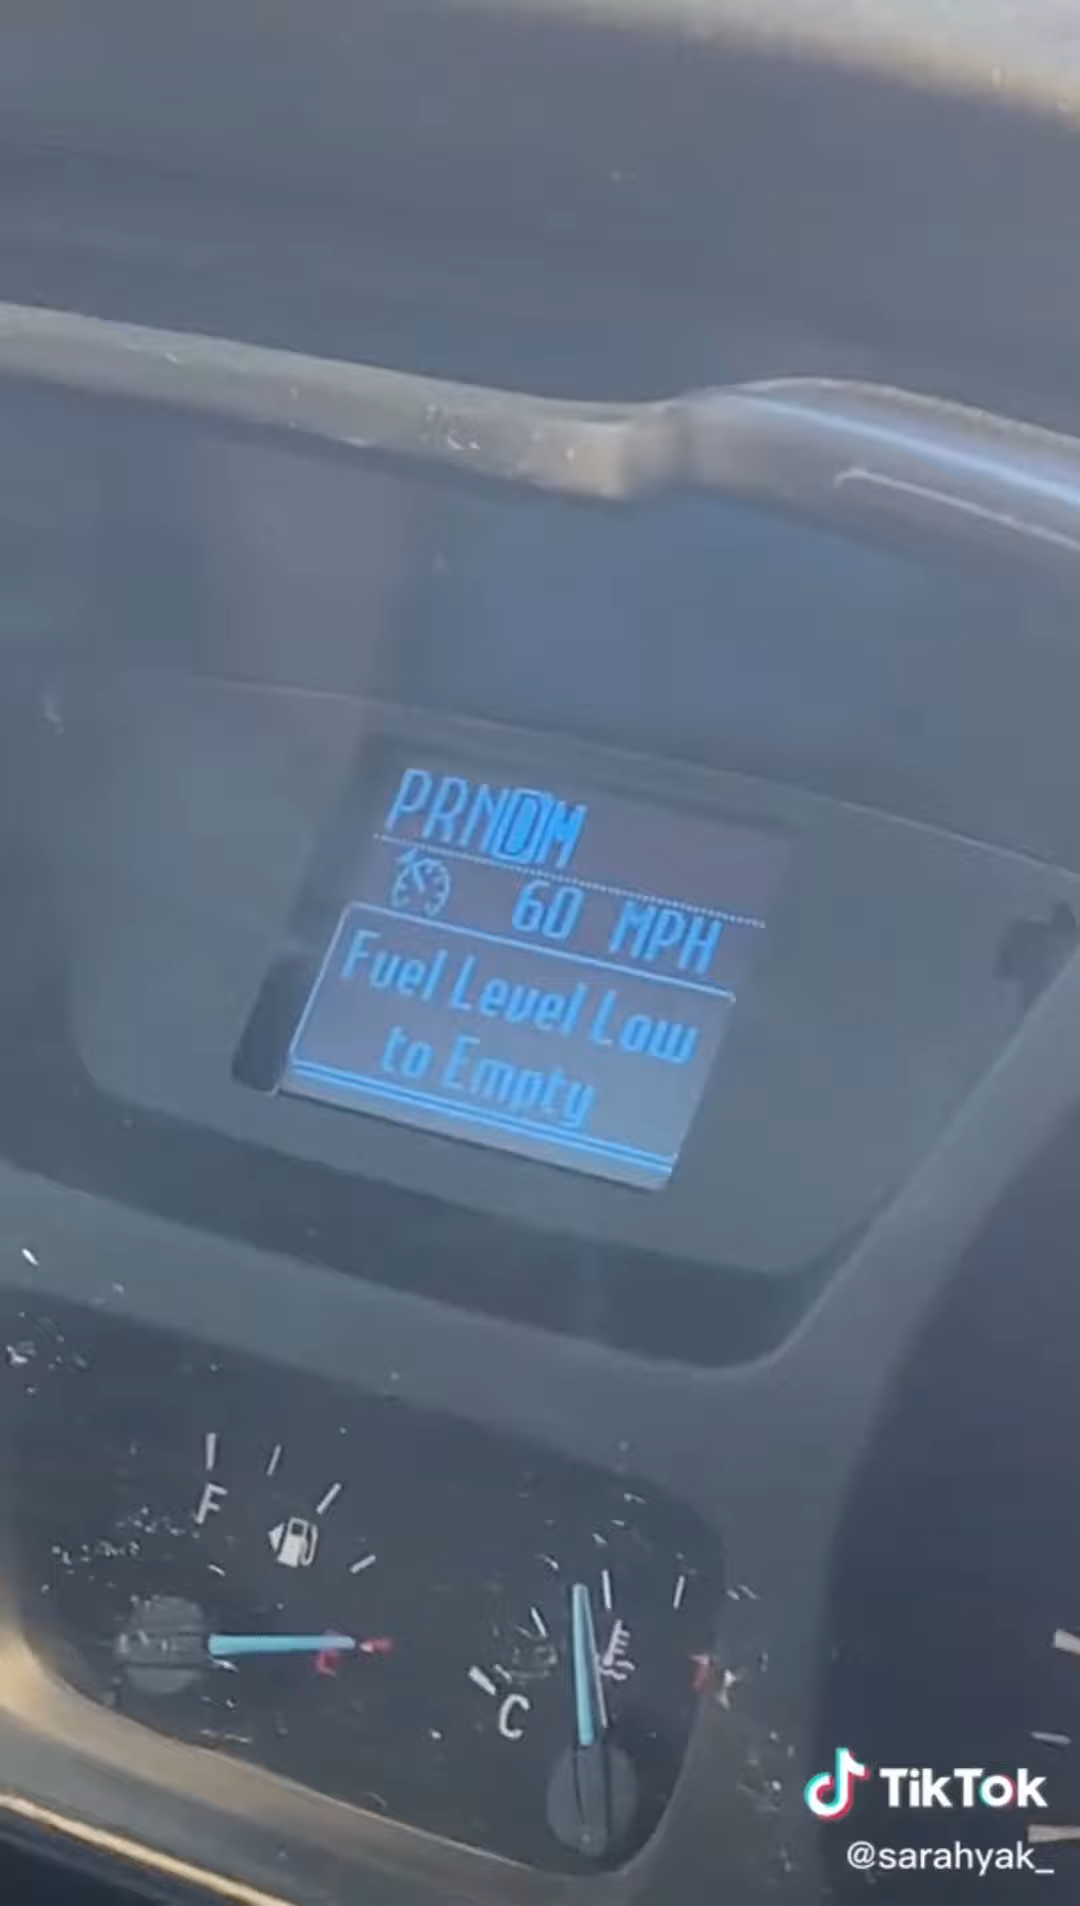 PRNDM
60 MPH
Fuel Level Low
to Empty
F
C
TikTok
@sarahyak_